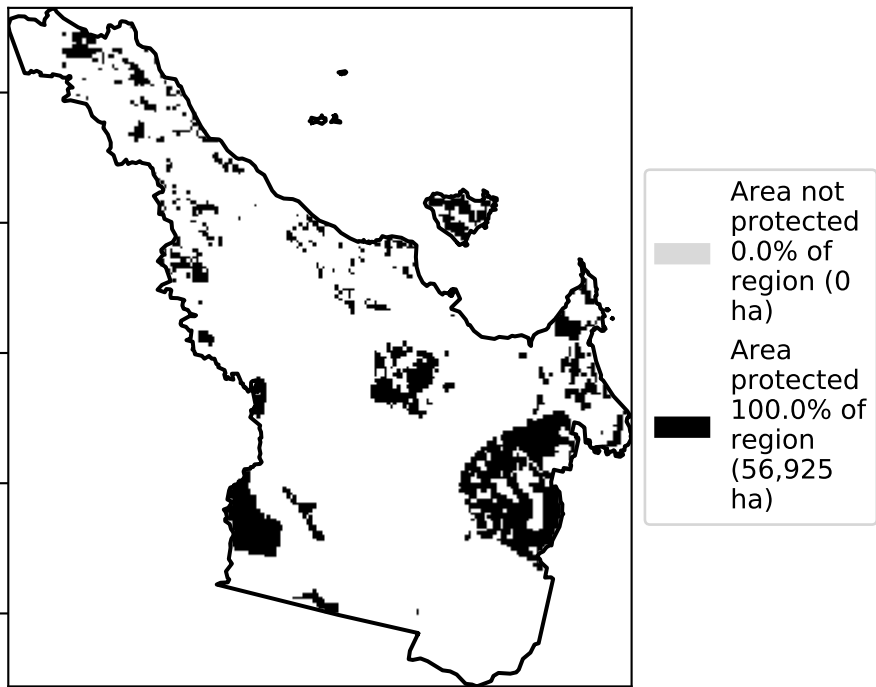 Area not
protected
0.0% of
region (0
ha)
Area
protected
100.0% of
region
(56,925
ha)